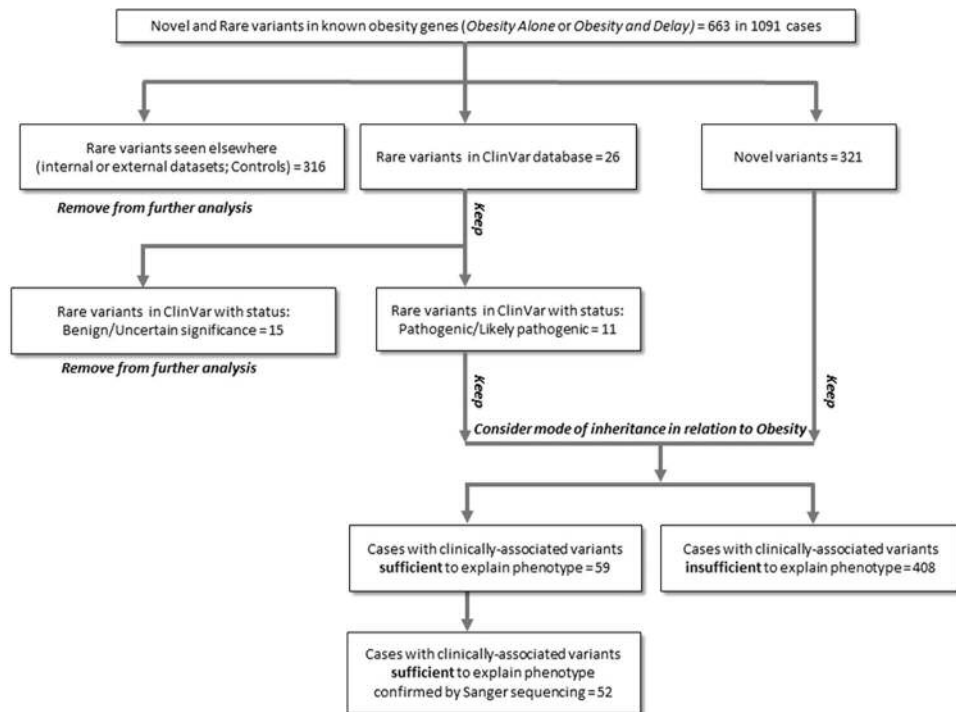 Novel and Rare variants in known obesity genes (Obesity Alone or Obesity and Delay) = 663 in 1091 cases
Rare variants seen elsewhere
(internal or external datasets; Controls) = 316
Rare variants in ClinVar database = 26
Novel variants = 321
Remove from further analysis
Keep
Rare variants in ClinVar with status:
Benign/Uncertain significance = 15
Rare variants in ClinVar with status:
Pathogenic/Likely pathogenic = 11
Remove from further analysis
Keep
Keep
Consider mode of inheritance in relation to Obesity
Cases with clinically-associated variants
sufficient to explain phenotype = 59
Cases with clinically-associated variants
insufficient to explain phenotype = 408
Cases with clinically-associated variants
sufficient to explain phenotype
confirmed by Sanger sequencing = 52